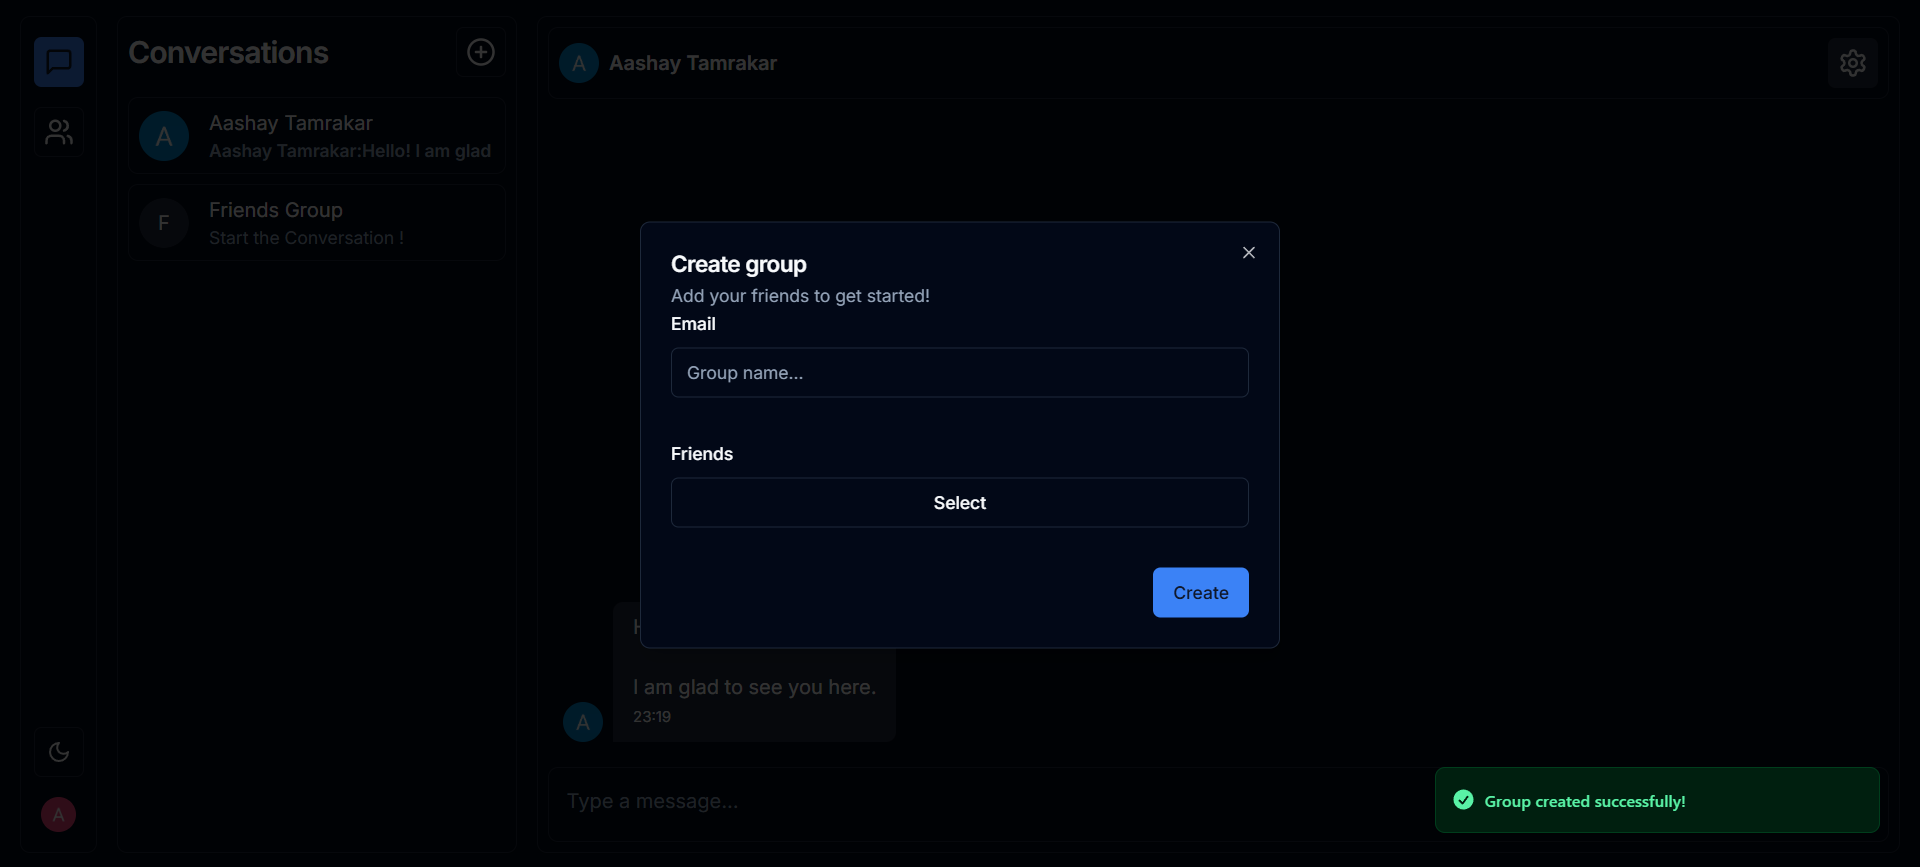 Conversations
A
Aashay Tamrakar
Aashay Tamrakar:Hello! I am glad
F
Friends Group
Start the Conversation !
A
A
Aashay Tamrakar
Create group
Add your friends to get started!
Email
Group name...
Friends
Select
Create
H
I am glad to see you here.
23:19
A
Type a message...
Group created successfully!